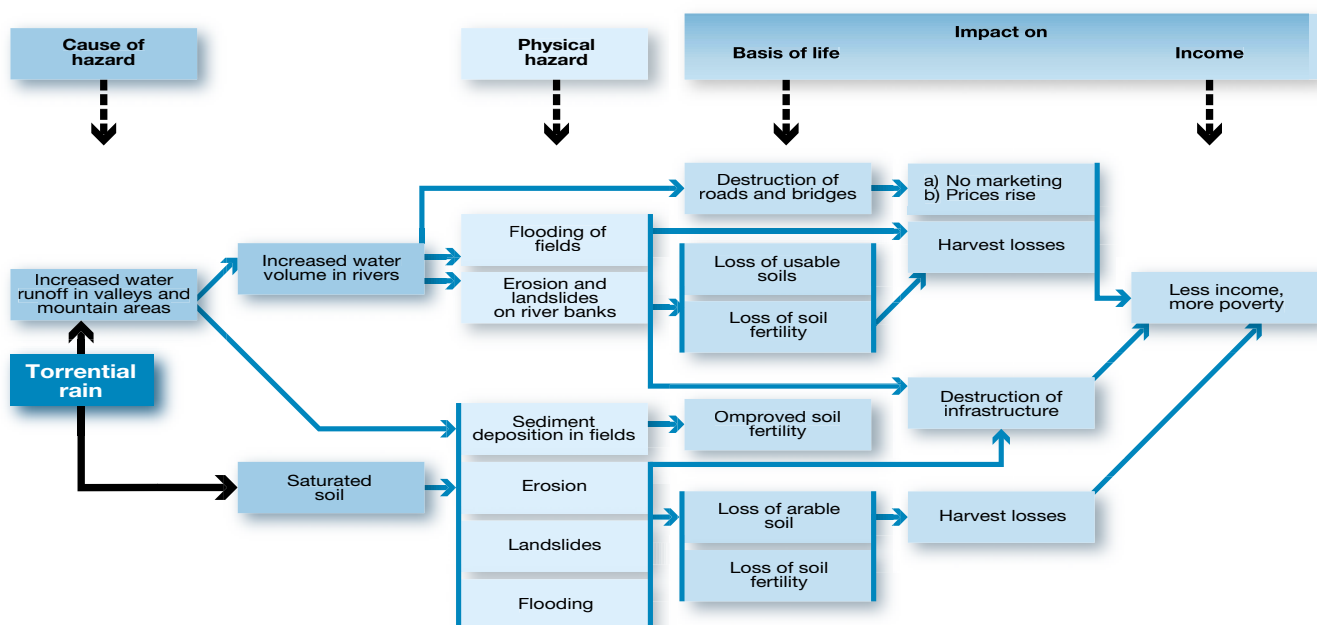 Cause of
hazard
Physical
hazard
Impact on
Basis of life
Income
Destruction of
roads and bridges
a) No marketing
b) Prices rise
Increased water
volume in rivers
Flooding of
fields
Harvest losses
Increased water
runoff in valleys and
mountain areas
Erosion and
landslides
on river banks
Loss of usable
soils
Loss of soil
fertility
Less income,
more poverty
Torrential
rain
Destruction of
infrastructure
Sediment
deposition in fields
Omproved soil
fertility
Saturated
soil
Erosion
Loss of arable
soil
Harvest losses
Landslides
Loss of soil
fertility
Flooding